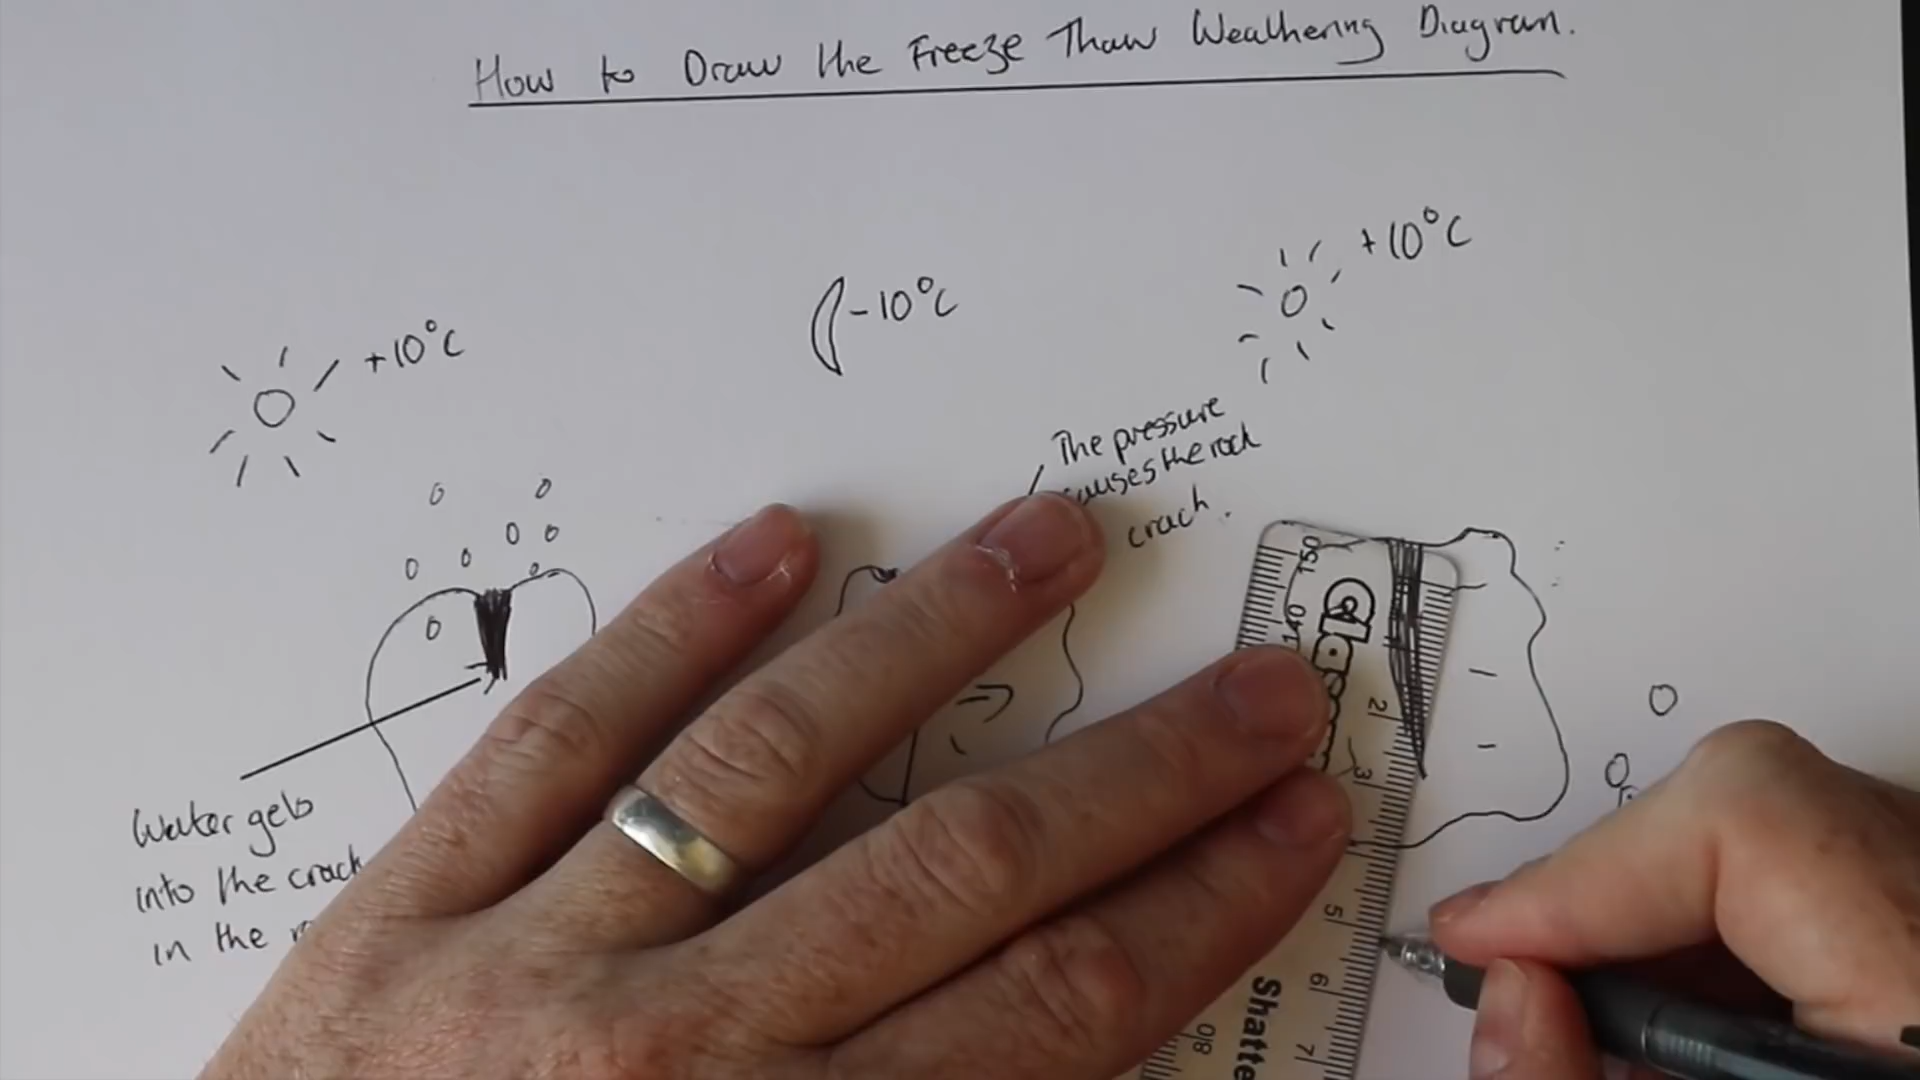 How to Draw the Freeze Thaw Weathering Diagram.
+10°C
-10°C
+10°C
The pressure
causes the rock
crack.
Water gets
into the crack
in the
150
140
2
3
5
6
7
80
Shatte